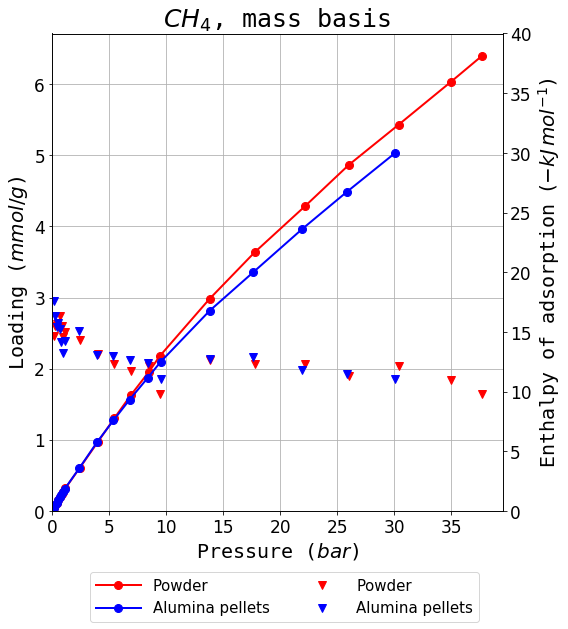 CH₄, mass basis
Loading (mmol/g)
0
1
2
3
4
5
6
0 5 10 15 20 25 30 35
Pressure (bar)
0
5
10
15
20
25
30
35
40
Enthalpy of adsorption (−kJ mol⁻¹)
Powder
Alumina pellets
Powder
Alumina pellets